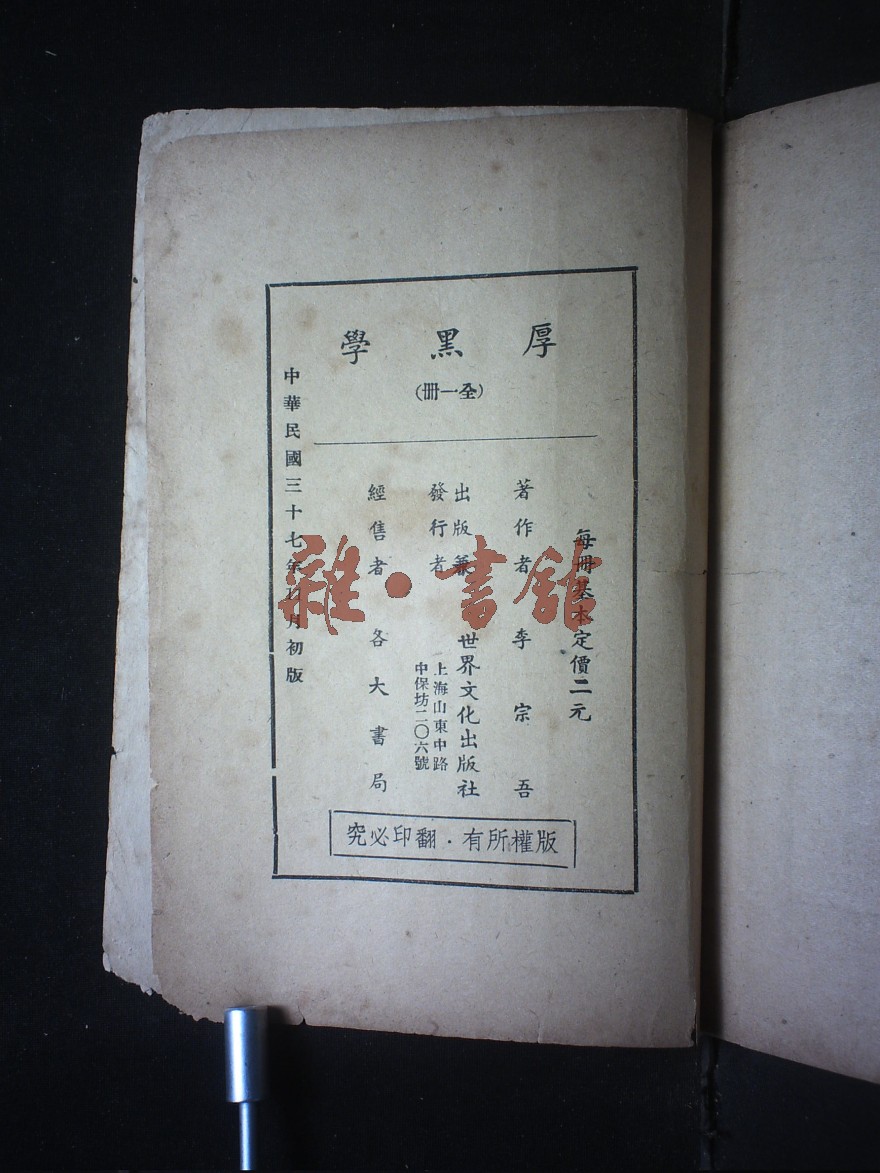 厚黑學
(全一冊)
每冊基本定價二元
著作者 李宗吾
出版兼
發行者
世界文化出版社
上海山東中路
中保坊二〇六號
經售者 各大書局
中華民國三十七年 月初版
版權所有·翻印必究
雜·書館